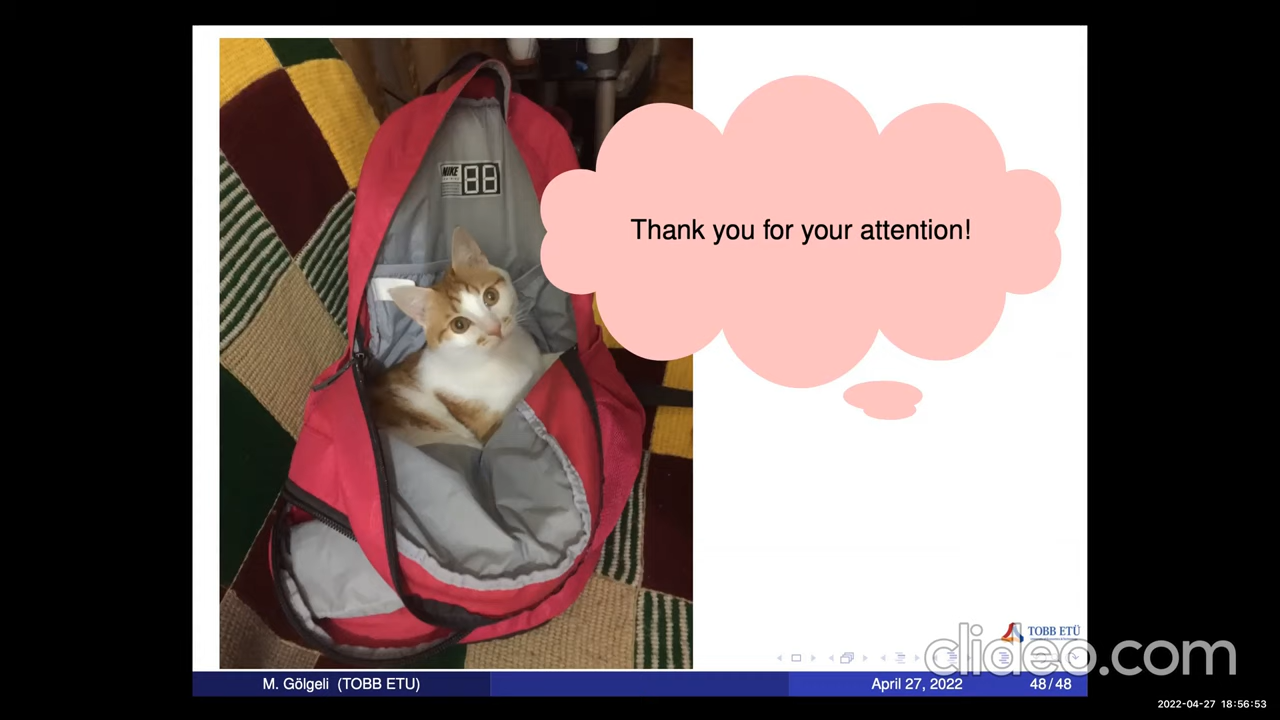 NIKE
88
Thank you for your attention!
TOBB ETÜ
clideo.com
M. Gölgeli (TOBB ETU)
April 27, 2022
48/48
2022-04-27 18:56:53